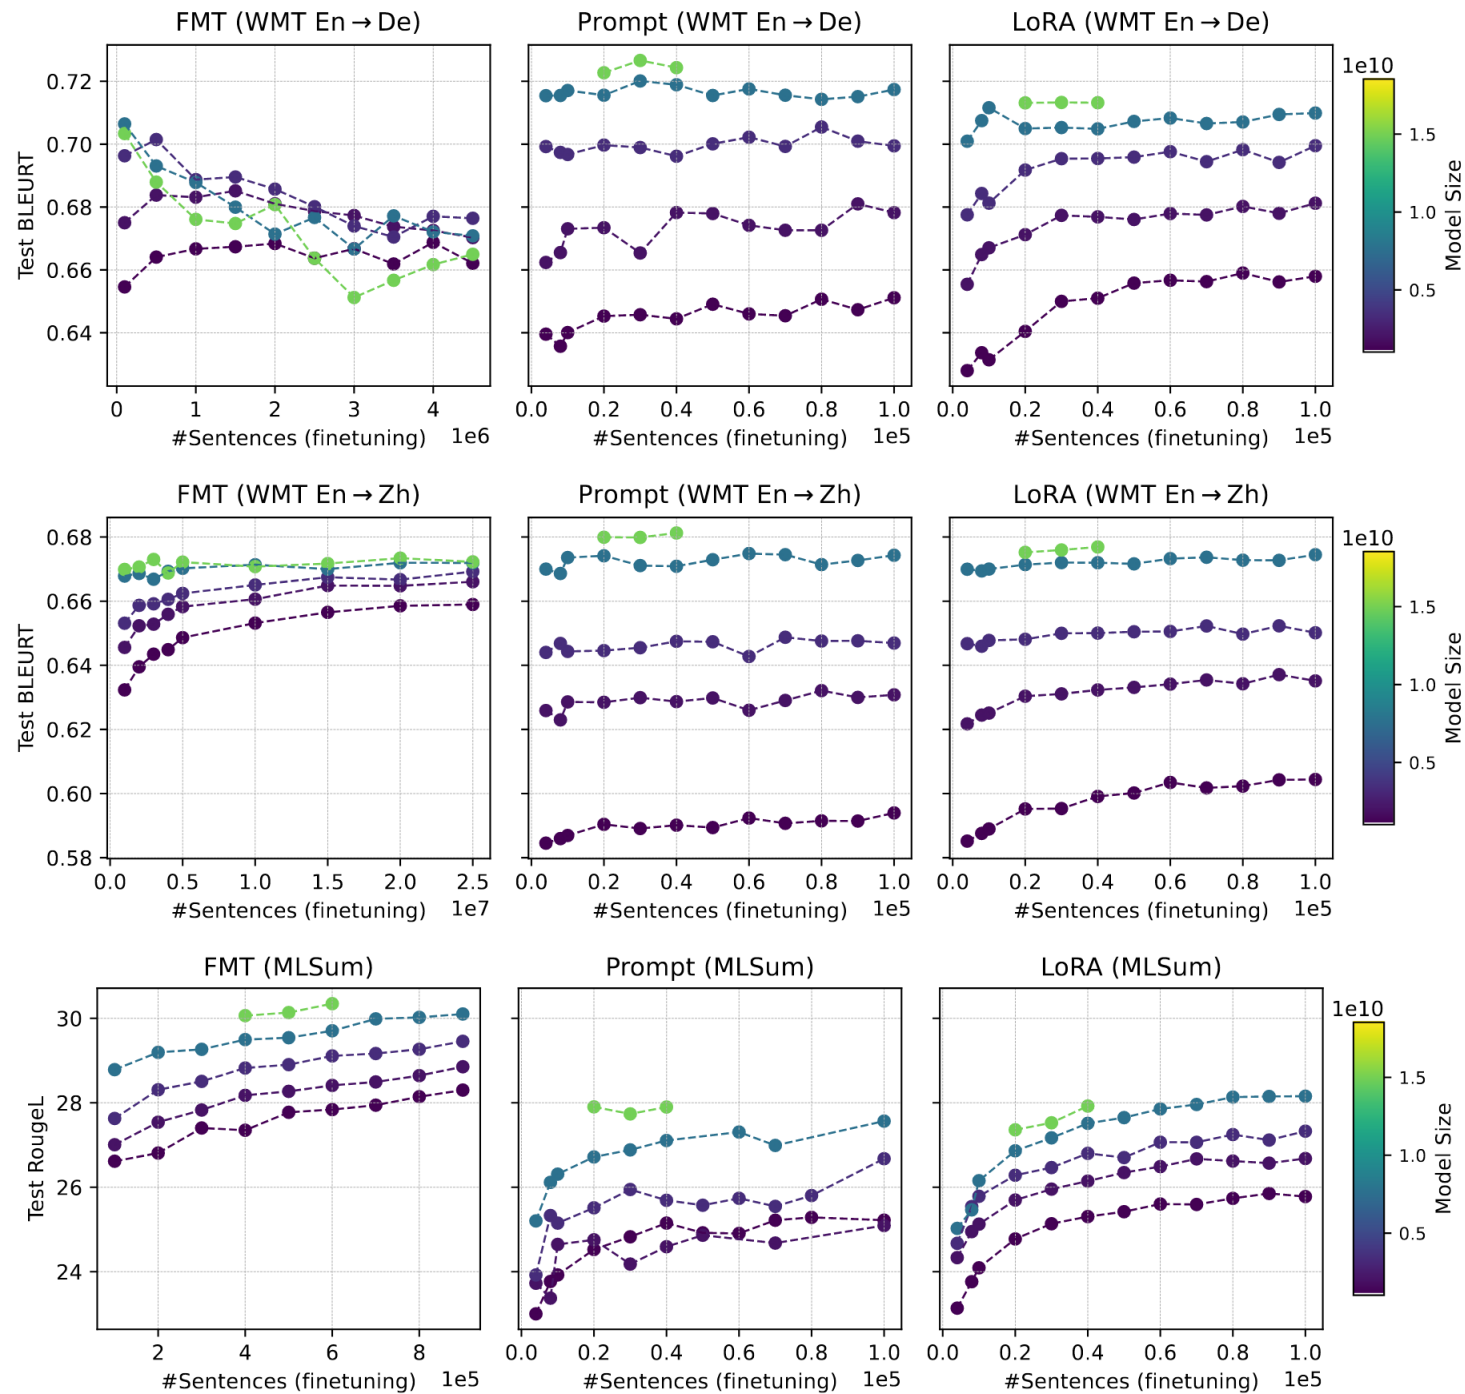 FMT (WMT En→De)
Prompt (WMT En→De)
LoRA (WMT En→De)
1e10
0.72
0.70
0.68
0.66
0.64
Test BLEURT
0 1 2 3 4
0.0 0.2 0.4 0.6 0.8 1.0
0.0 0.2 0.4 0.6 0.8 1.0
#Sentences (finetuning) 1e6
#Sentences (finetuning) 1e5
#Sentences (finetuning) 1e5
1.5
1.0
0.5
Model Size
FMT (WMT En→Zh)
Prompt (WMT En→Zh)
LoRA (WMT En→Zh)
1e10
0.68
0.66
0.64
0.62
0.60
0.58
Test BLEURT
0.0 0.5 1.0 1.5 2.0 2.5
0.0 0.2 0.4 0.6 0.8 1.0
0.0 0.2 0.4 0.6 0.8 1.0
#Sentences (finetuning) 1e7
#Sentences (finetuning) 1e5
#Sentences (finetuning) 1e5
1.5
1.0
0.5
Model Size
FMT (MLSum)
Prompt (MLSum)
LoRA (MLSum)
1e10
30
28
26
24
Test RougeL
2 4 6 8
0.0 0.2 0.4 0.6 0.8 1.0
0.0 0.2 0.4 0.6 0.8 1.0
#Sentences (finetuning) 1e5
#Sentences (finetuning) 1e5
#Sentences (finetuning) 1e5
1.5
1.0
0.5
Model Size